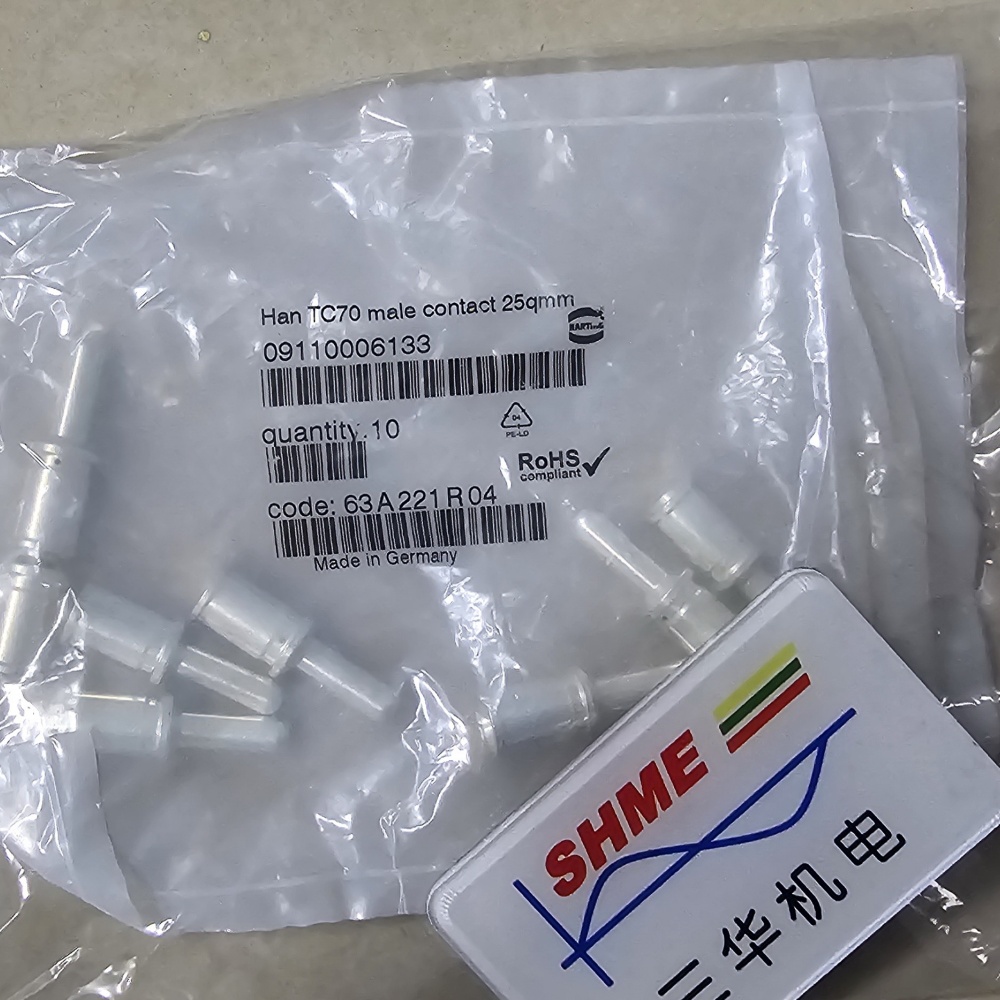 Han TC70 male contact 25qmm
HARTING
09110006133
quantity.10
04
PE-LD
RoHS
compliant
code: 63A221R04
Made in Germany
SHME
三华机电